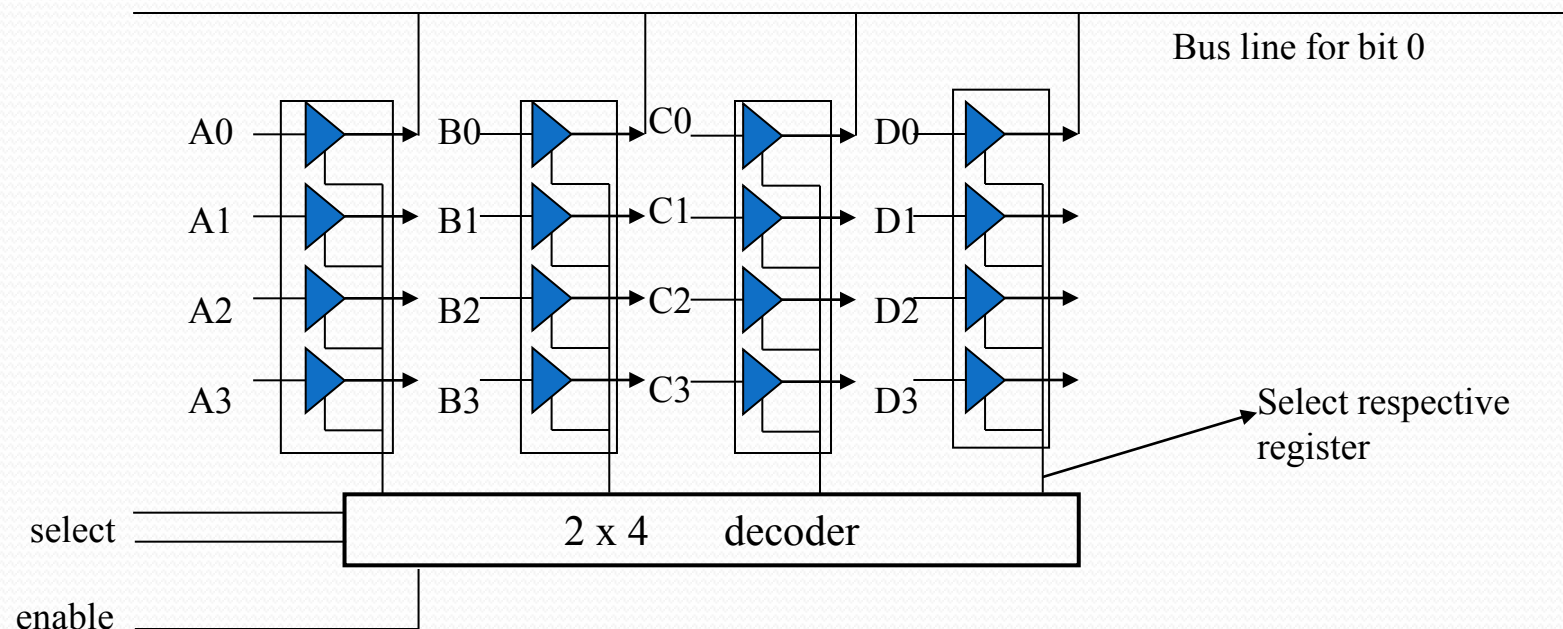 Bus line for bit 0
A0 B0 C0 D0
A1 B1 C1 D1
A2 B2 C2 D2
A3 B3 C3 D3
Select respective
register
select
2 x 4 decoder
enable